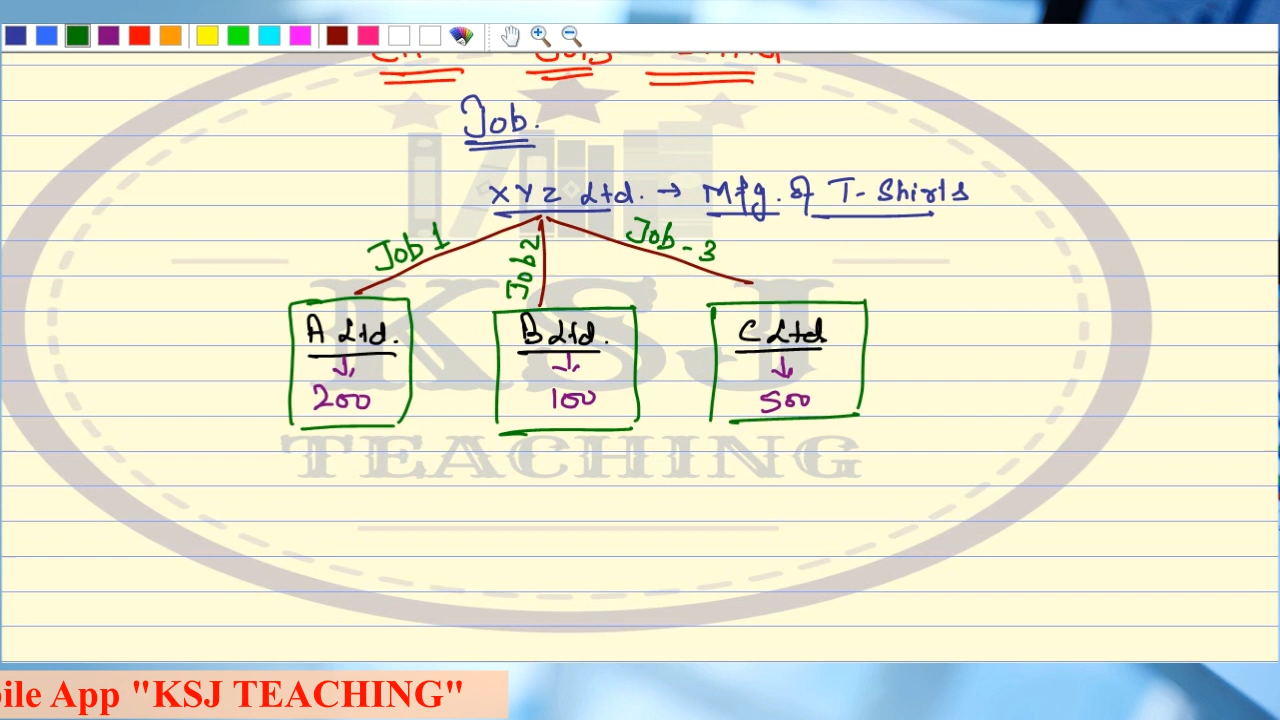 Job.
XYZ Ltd. → Mfg. of T-Shirts
Job 1 Job 2 Job-3
A Ltd. B Ltd. C Ltd
↓ ↓ ↓
200 100 500
KSJ
TEACHING
App "KSJ TEACHING"